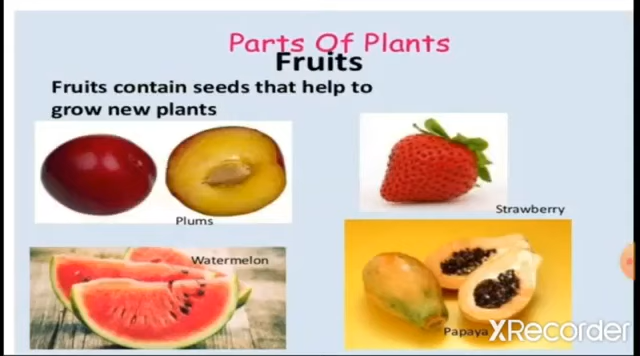 Parts Of Plants
Fruits
Fruits contain seeds that help to
grow new plants
Plums
Strawberry
Watermelon
Papaya
XRecorder